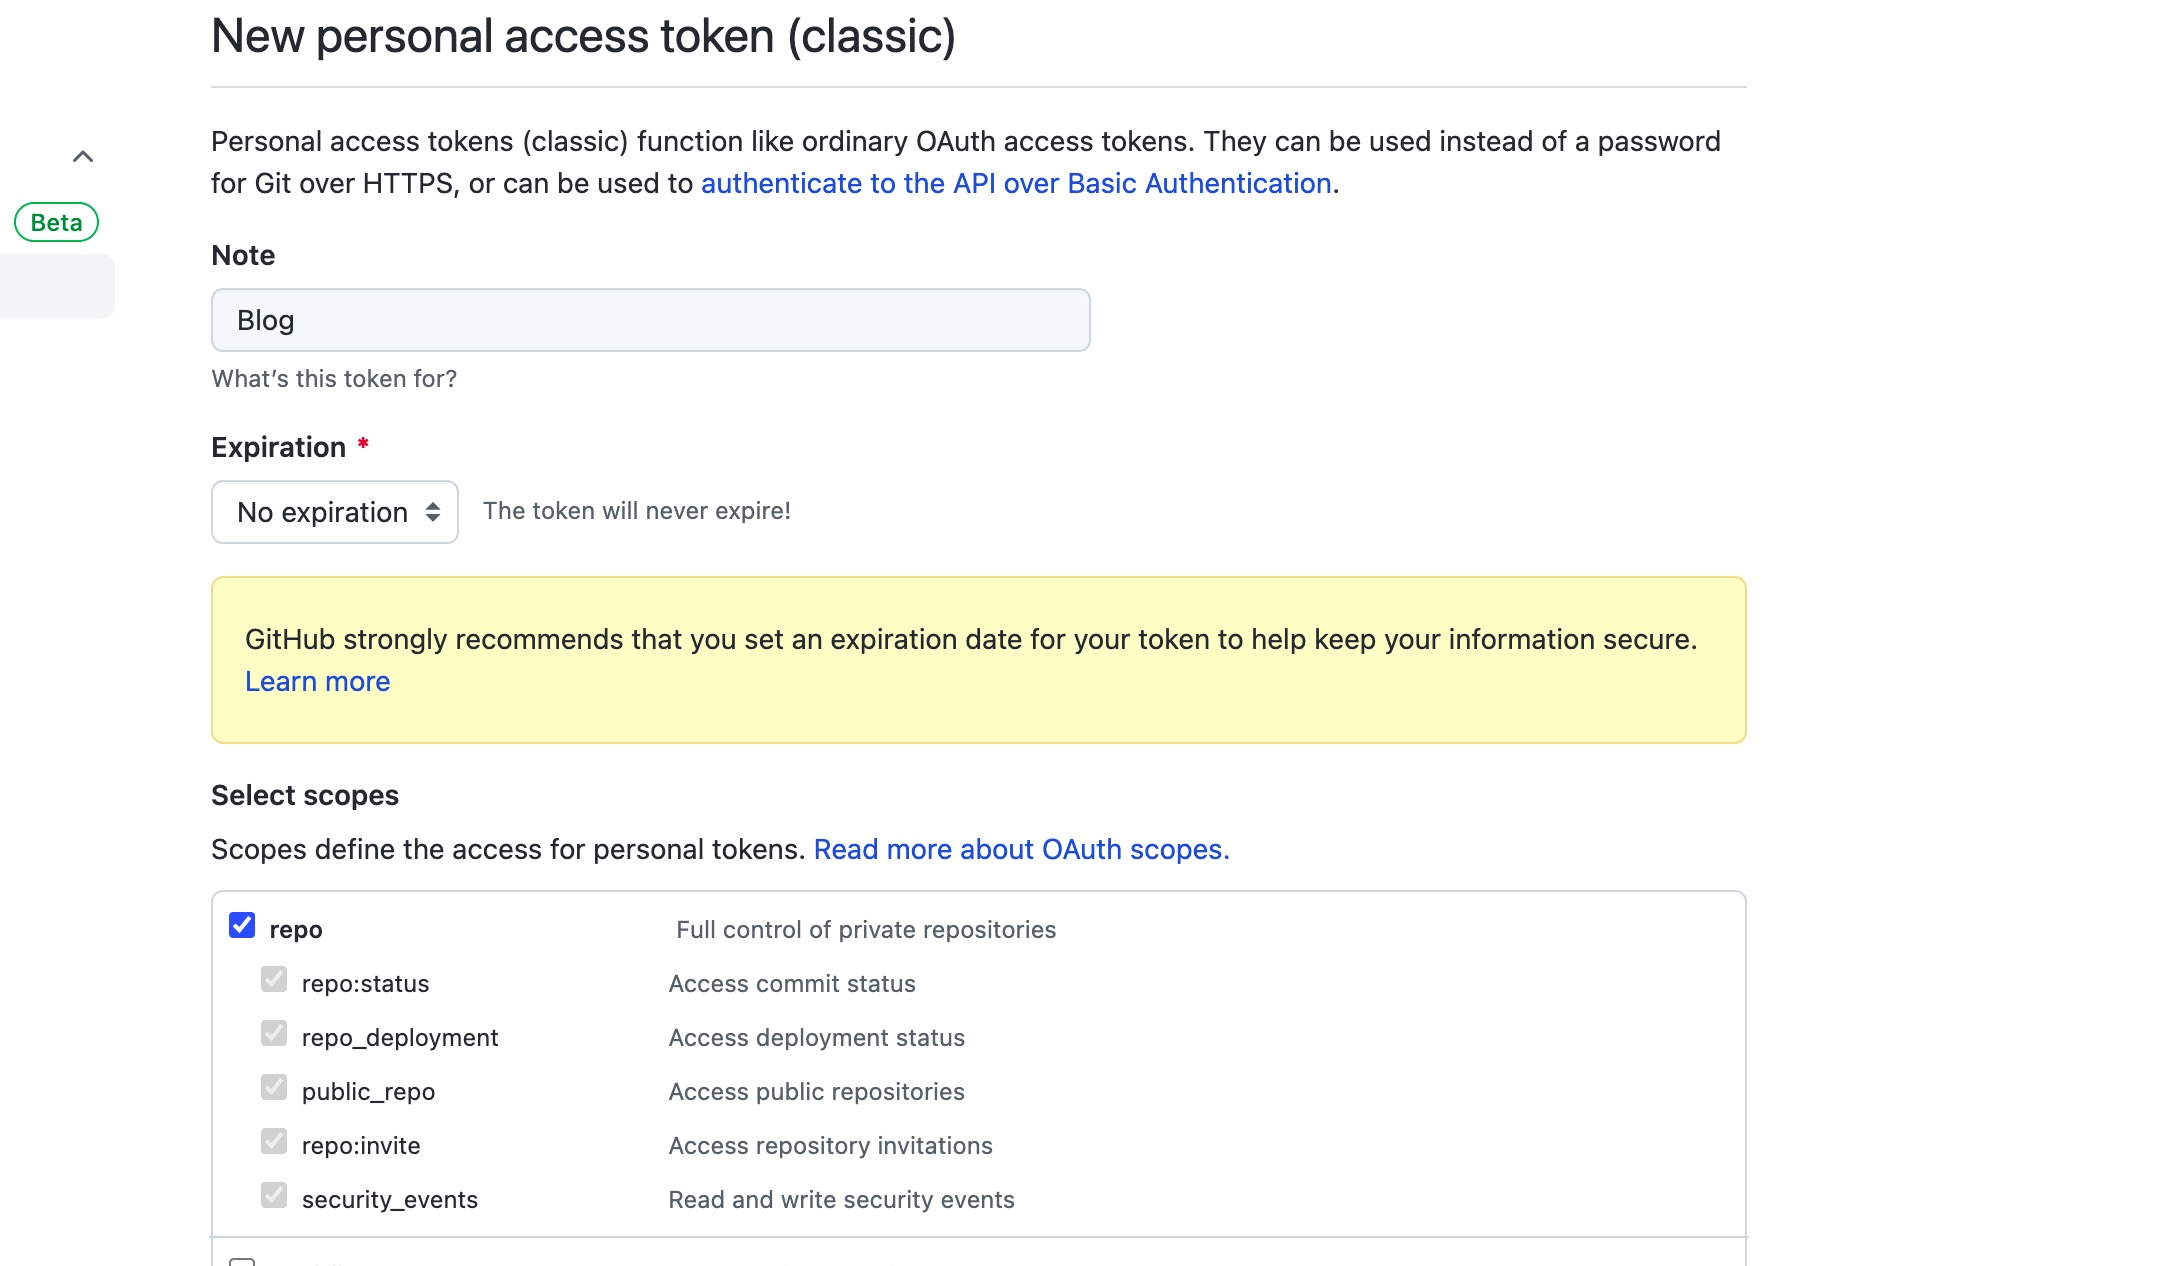 New personal access token (classic)
Personal access tokens (classic) function like ordinary OAuth access tokens. They can be used instead of a password
for Git over HTTPS, or can be used to authenticate to the API over Basic Authentication.
Beta
Note
Blog
What's this token for?
Expiration *
No expiration The token will never expire!
GitHub strongly recommends that you set an expiration date for your token to help keep your information secure.
Learn more
Select scopes
Scopes define the access for personal tokens. Read more about OAuth scopes.
repo Full control of private repositories
repo:status Access commit status
repo_deployment Access deployment status
public_repo Access public repositories
repo:invite Access repository invitations
security_events Read and write security events